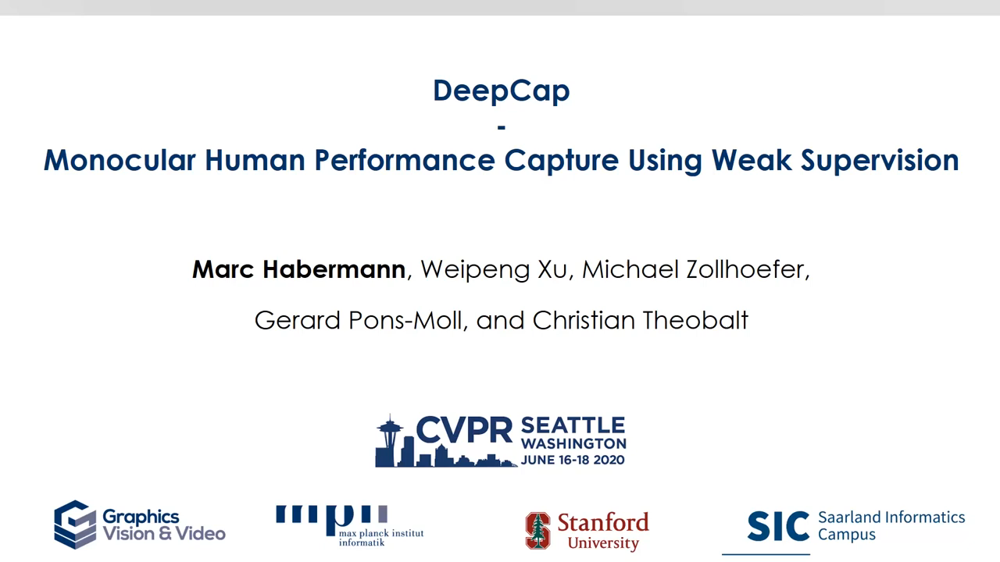 DeepCap
-
Monocular Human Performance Capture Using Weak Supervision
Marc Habermann, Weipeng Xu, Michael Zollhoefer,
Gerard Pons-Moll, and Christian Theobalt
CVPR SEATTLE
WASHINGTON
JUNE 16-18 2020
Graphics
Vision & Video
mpii
max planck institut
informatik
Stanford
University
SIC Saarland Informatics
Campus